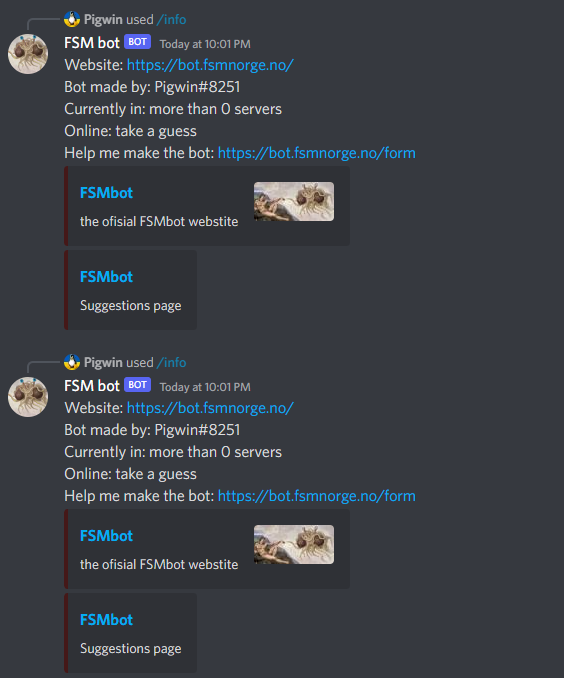 Pigwin used /info
FSM bot BOT Today at 10:01 PM
Website: https://bot.fsmnorge.no/
Bot made by: Pigwin#8251
Currently in: more than 0 servers
Online: take a guess
Help me make the bot: https://bot.fsmnorge.no/form
FSMbot
the ofisial FSMbot webstite
FSMbot
Suggestions page
Pigwin used /info
FSM bot BOT Today at 10:01 PM
Website: https://bot.fsmnorge.no/
Bot made by: Pigwin#8251
Currently in: more than 0 servers
Online: take a guess
Help me make the bot: https://bot.fsmnorge.no/form
FSMbot
the ofisial FSMbot webstite
FSMbot
Suggestions page